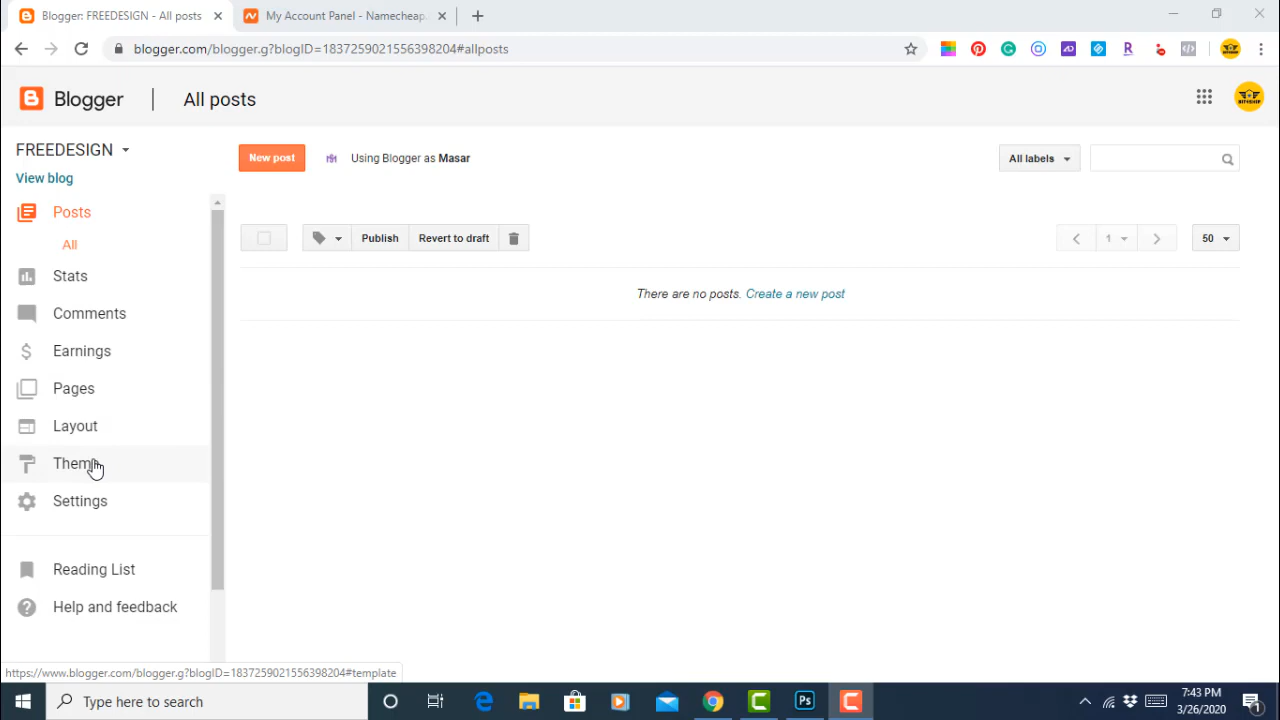 Blogger: FREEDESIGN - All posts
My Account Panel - Namecheap.
blogger.com/blogger.g?blogID=1837259021556398204#allposts
Blogger
All posts
FREEDESIGN
View blog
New post
Using Blogger as Masar
All labels
Posts
All
Publish
Revert to draft
1
50
There are no posts. Create a new post
Stats
Comments
Earnings
Pages
Layout
Them
Settings
Reading List
Help and feedback
https://www.blogger.com/blogger.g?blogID=1837259021556398204#template
Type here to search
Ps
7:43 PM
3/26/2020
1